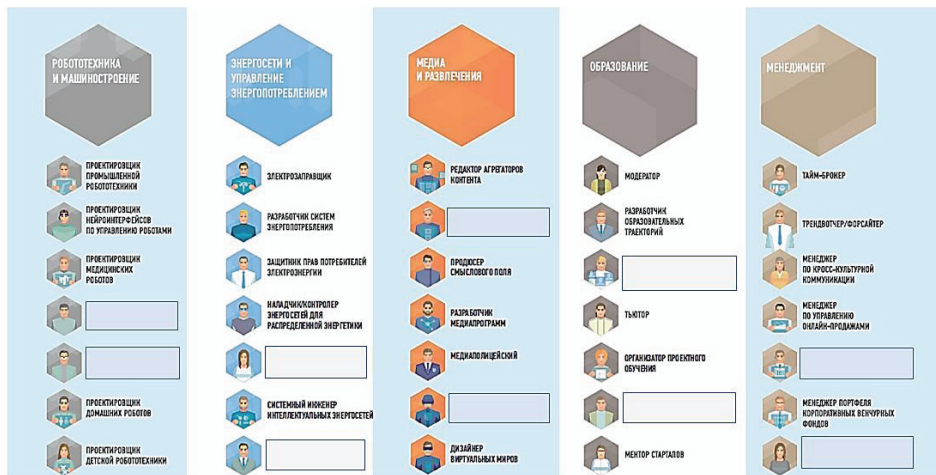 РОБОТОТЕХНИКА
И МАШИНОСТРОЕНИЕ
ПРОЕКТИРОВЩИК
ПРОМЫШЛЕННОЙ
РОБОТОТЕХНИКИ
ПРОЕКТИРОВЩИК
НЕЙРОИНТЕРФЕЙСОВ
ПО УПРАВЛЕНИЮ РОБОТАМИ
ПРОЕКТИРОВЩИК
МЕДИЦИНСКИХ
РОБОТОВ
ПРОЕКТИРОВЩИК
ДОМАШНИХ РОБОТОВ
ПРОЕКТИРОВЩИК
ДЕТСКОЙ РОБОТОТЕХНИКИ
ЭНЕРГОСЕТИ И
УПРАВЛЕНИЕ
ЭНЕРГОПОТРЕБЛЕНИЕМ
ЭЛЕКТРОЗАПРАВЩИК
РАЗРАБОТЧИК СИСТЕМ
ЭНЕРГОПОТРЕБЛЕНИЯ
ЗАЩИТНИК ПРАВ ПОТРЕБИТЕЛЕЙ
ЭЛЕКТРОЭНЕРГИИ
НАЛАДЧИК/КОНТРОЛЕР
ЭНЕРГОСЕТЕЙ ДЛЯ
РАСПРЕДЕЛЕННОЙ ЭНЕРГЕТИКИ
СИСТЕМНЫЙ ИНЖЕНЕР
ИНТЕЛЛЕКТУАЛЬНЫХ ЭНЕРГОСЕТЕЙ
МЕДИА
И РАЗВЛЕЧЕНИЯ
РЕДАКТОР АГРЕГАТОРОВ
КОНТЕНТА
ПРОДЮСЕР
СМЫСЛОВОГО ПОЛЯ
РАЗРАБОТЧИК
МЕДИАПРОГРАММ
МЕДИАПОЛИЦЕЙСКИЙ
ДИЗАЙНЕР
ВИРТУАЛЬНЫХ МИРОВ
ОБРАЗОВАНИЕ
МОДЕРАТОР
РАЗРАБОТЧИК
ОБРАЗОВАТЕЛЬНЫХ
ТРАЕКТОРИЙ
ТЬЮТОР
ОРГАНИЗАТОР ПРОЕКТНОГО
ОБУЧЕНИЯ
МЕНТОР СТАРТАПОВ
МЕНЕДЖМЕНТ
ТАЙМ-БРОКЕР
ТРЕНДВОТЧЕР/ФОРСАЙТЕР
МЕНЕДЖЕР
ПО КРОСС-КУЛЬТУРНОЙ
КОММУНИКАЦИИ
МЕНЕДЖЕР
ПО УПРАВЛЕНИЮ
ОНЛАЙН-ПРОДАЖАМИ
МЕНЕДЖЕР ПОРТФЕЛЯ
КОРПОРАТИВНЫХ ВЕНЧУРНЫХ
ФОНДОВ